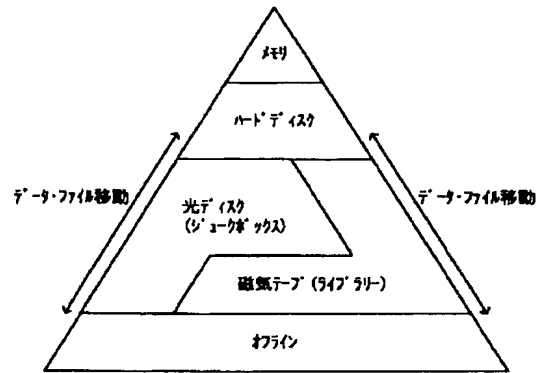 メモリ
ハードディスク
データ・ファイル移動
データ・ファイル移動
光ディスク
(ジュークボックス)
磁気テープ(ライブラリー)
オフライン